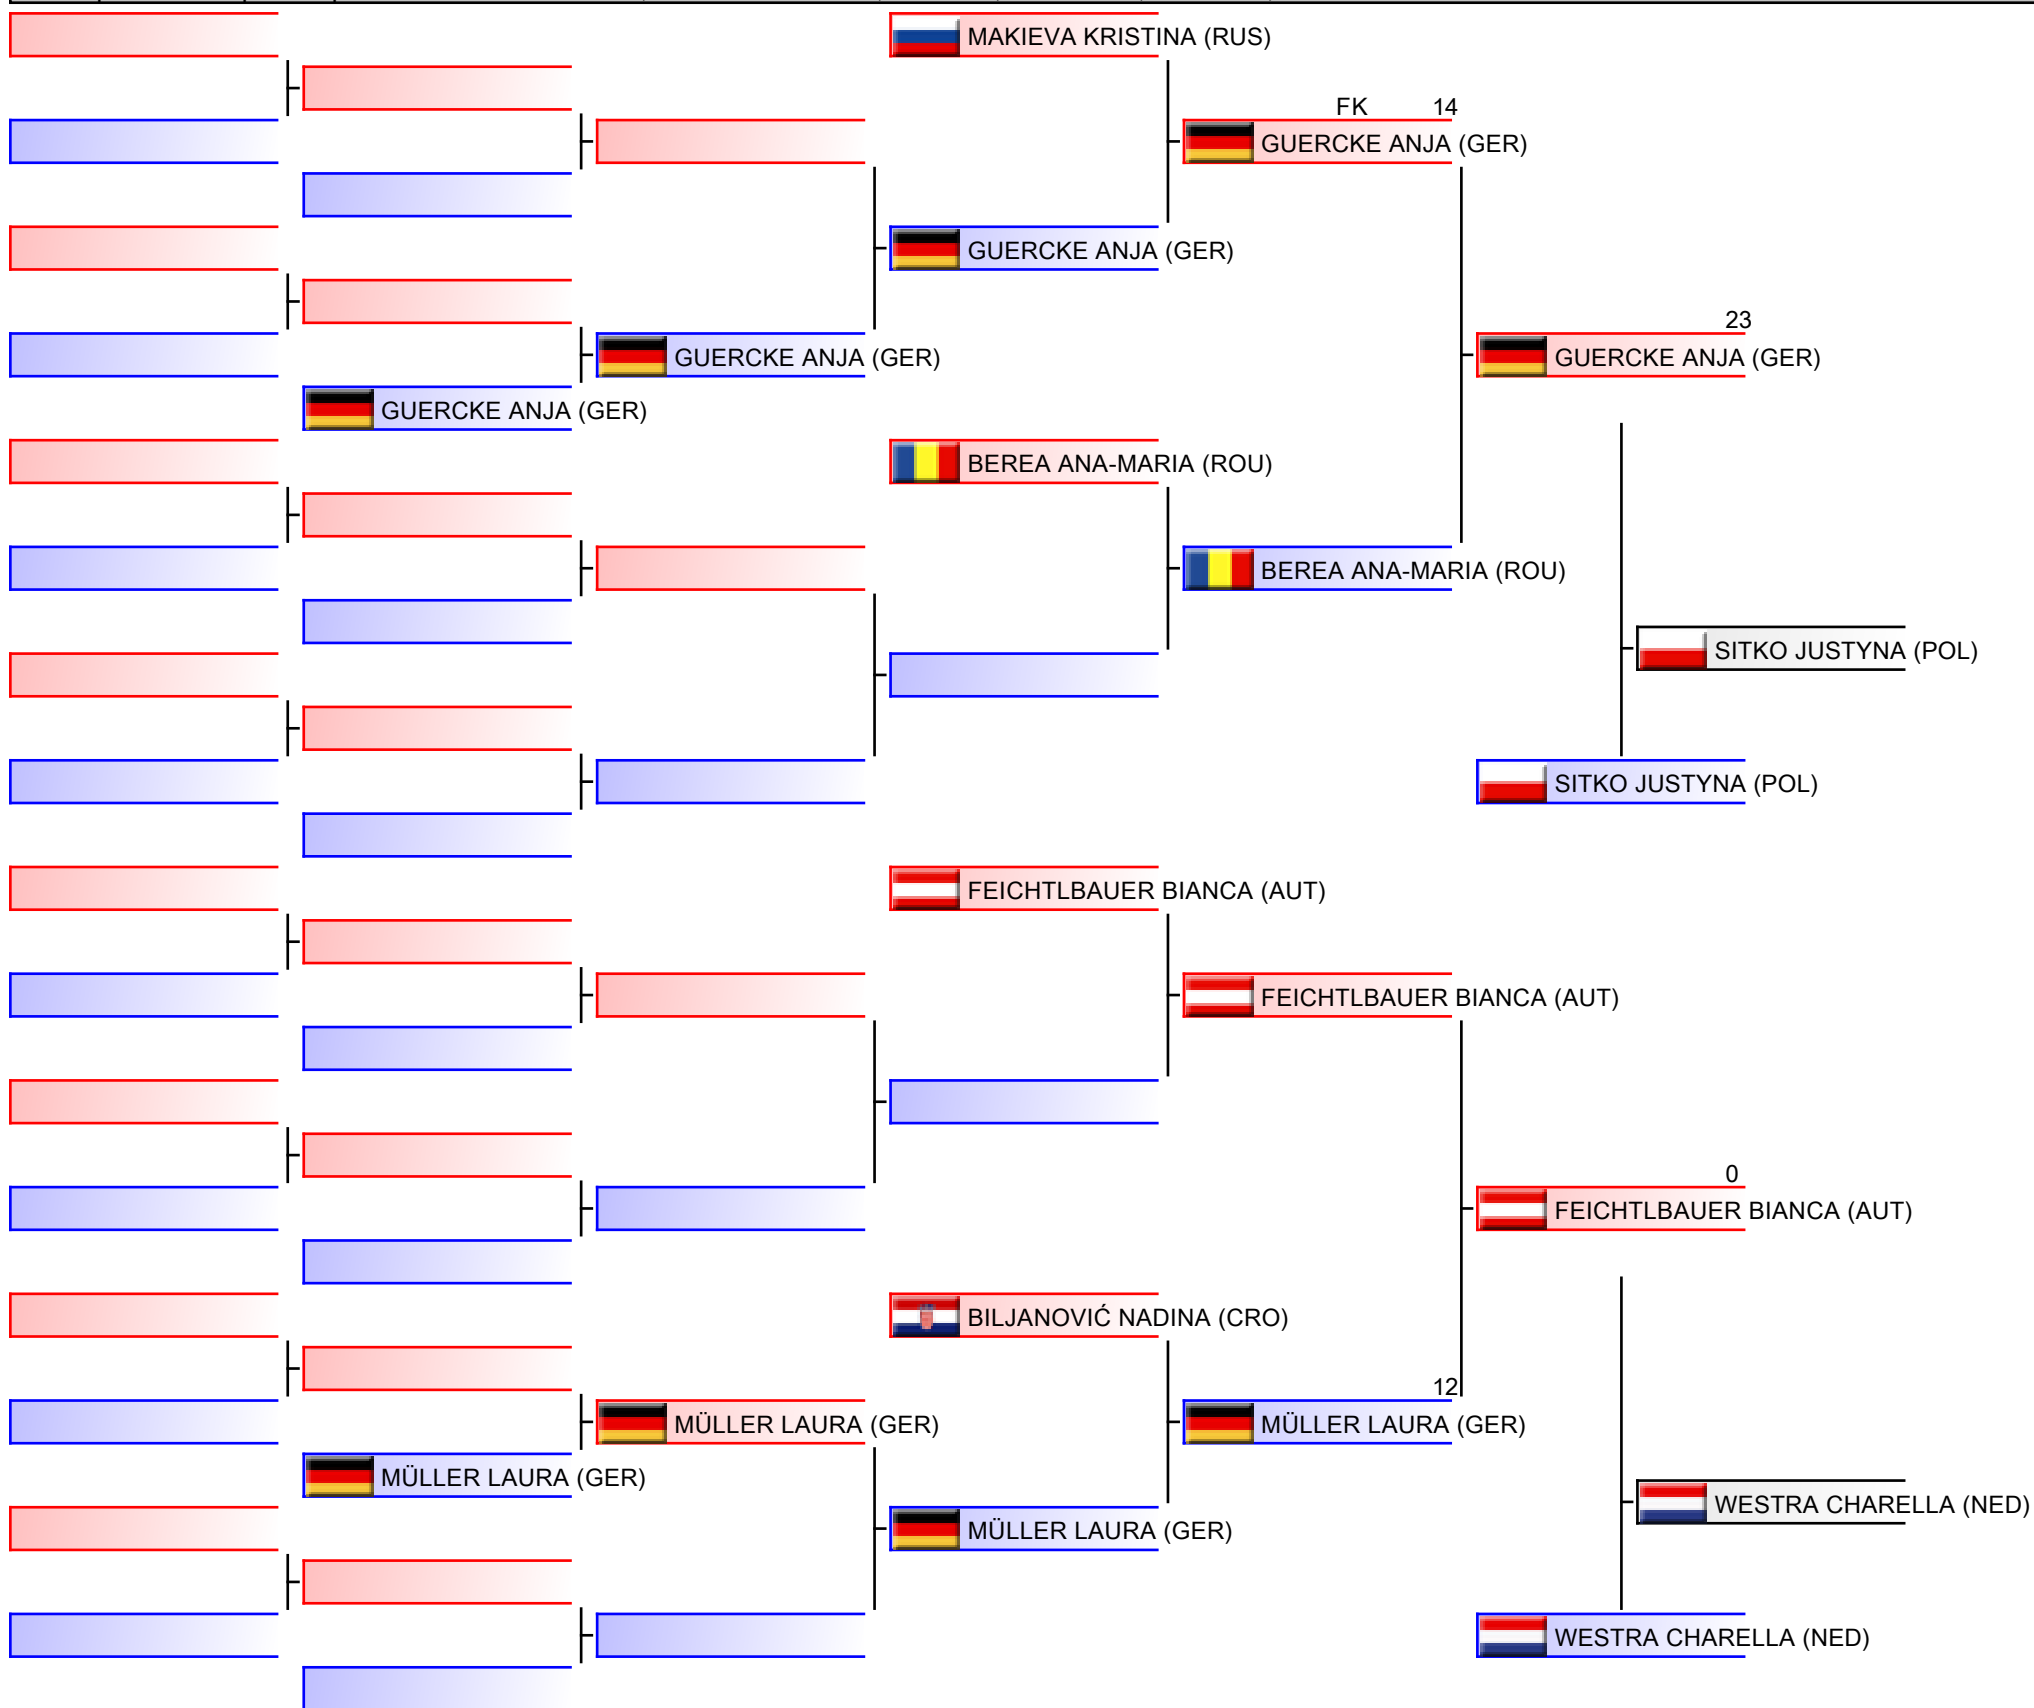 MAKIEVA KRISTINA (RUS)
FK 14
GUERCKE ANJA (GER)
GUERCKE ANJA (GER)
23
GUERCKE ANJA (GER)
GUERCKE ANJA (GER)
GUERCKE ANJA (GER)
BEREA ANA-MARIA (ROU)
BEREA ANA-MARIA (ROU)
SITKO JUSTYNA (POL)
SITKO JUSTYNA (POL)
FEICHTLBAUER BIANCA (AUT)
FEICHTLBAUER BIANCA (AUT)
0
FEICHTLBAUER BIANCA (AUT)
BILJANOVIĆ NADINA (CRO)
12
MÜLLER LAURA (GER)
MÜLLER LAURA (GER)
MÜLLER LAURA (GER)
WESTRA CHARELLA (NED)
MÜLLER LAURA (GER)
WESTRA CHARELLA (NED)